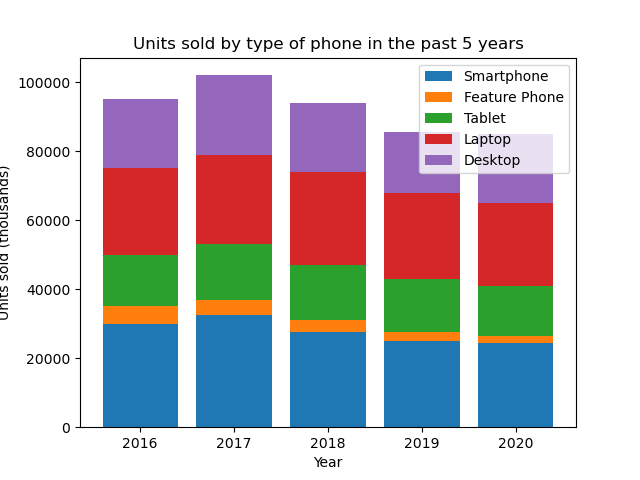 Units sold by type of phone in the past 5 years
Smartphone
Feature Phone
Tablet
Laptop
Desktop
100000
80000
60000
40000
20000
0
Units sold (thousands)
2016 2017 2018 2019 2020
Year